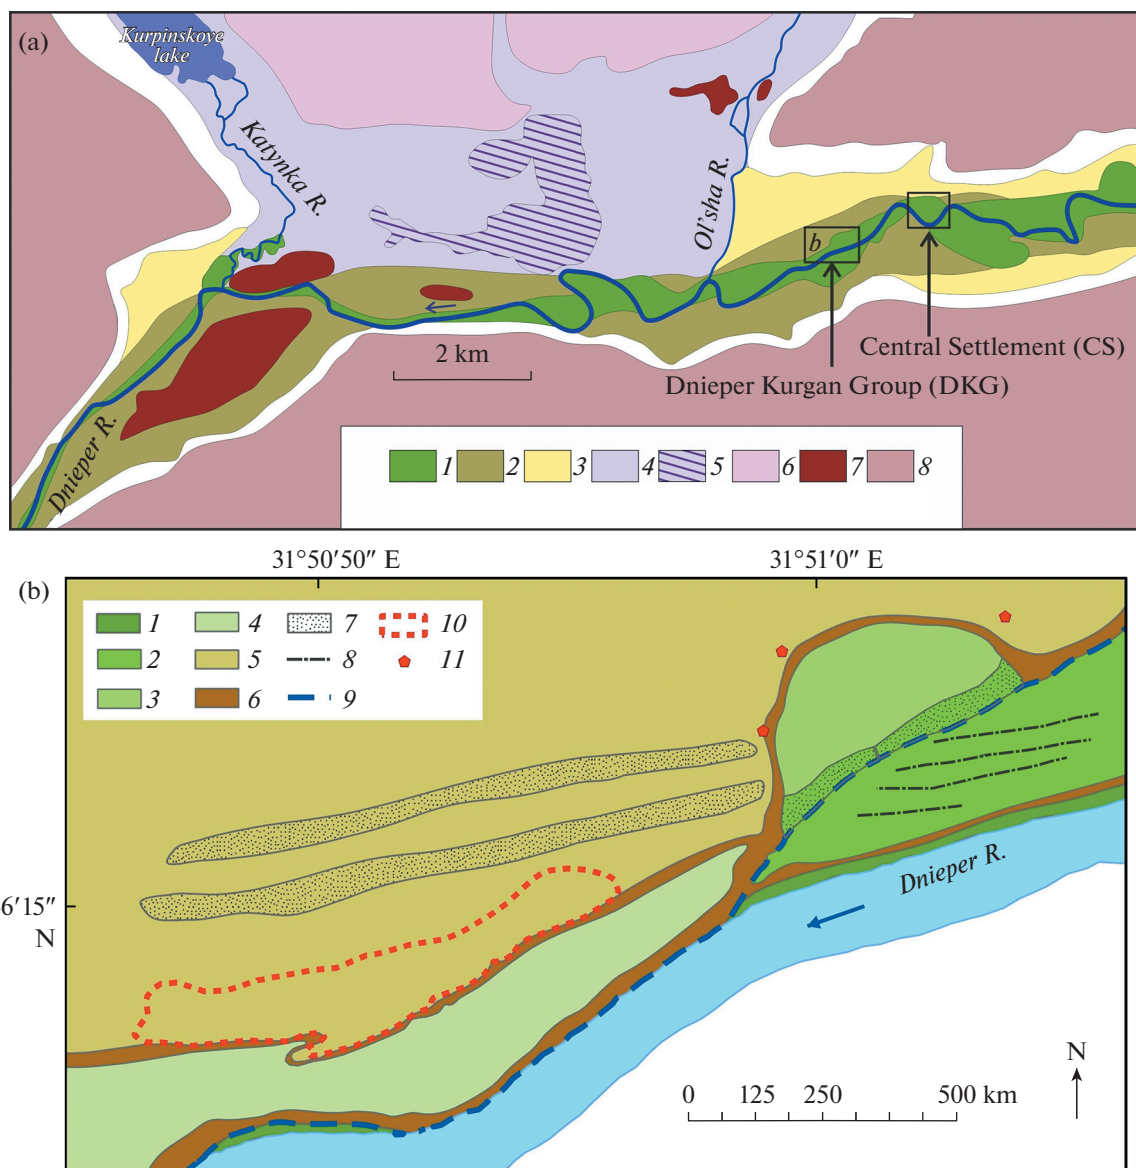 (a)
Kurpinskoye
lake
Katynka R.
Ol'sha R.
b
2 km
Central Settlement (CS)
Dnieper Kurgan Group (DKG)
Dnieper R.
1 2 3 4 5 6 7 8
31°50′50″ E 31°51′0″ E
(b)
1 4 7 10
2 5 8 11
3 6 9
Dnieper R.
6′15″
N
N
0 125 250 500 km